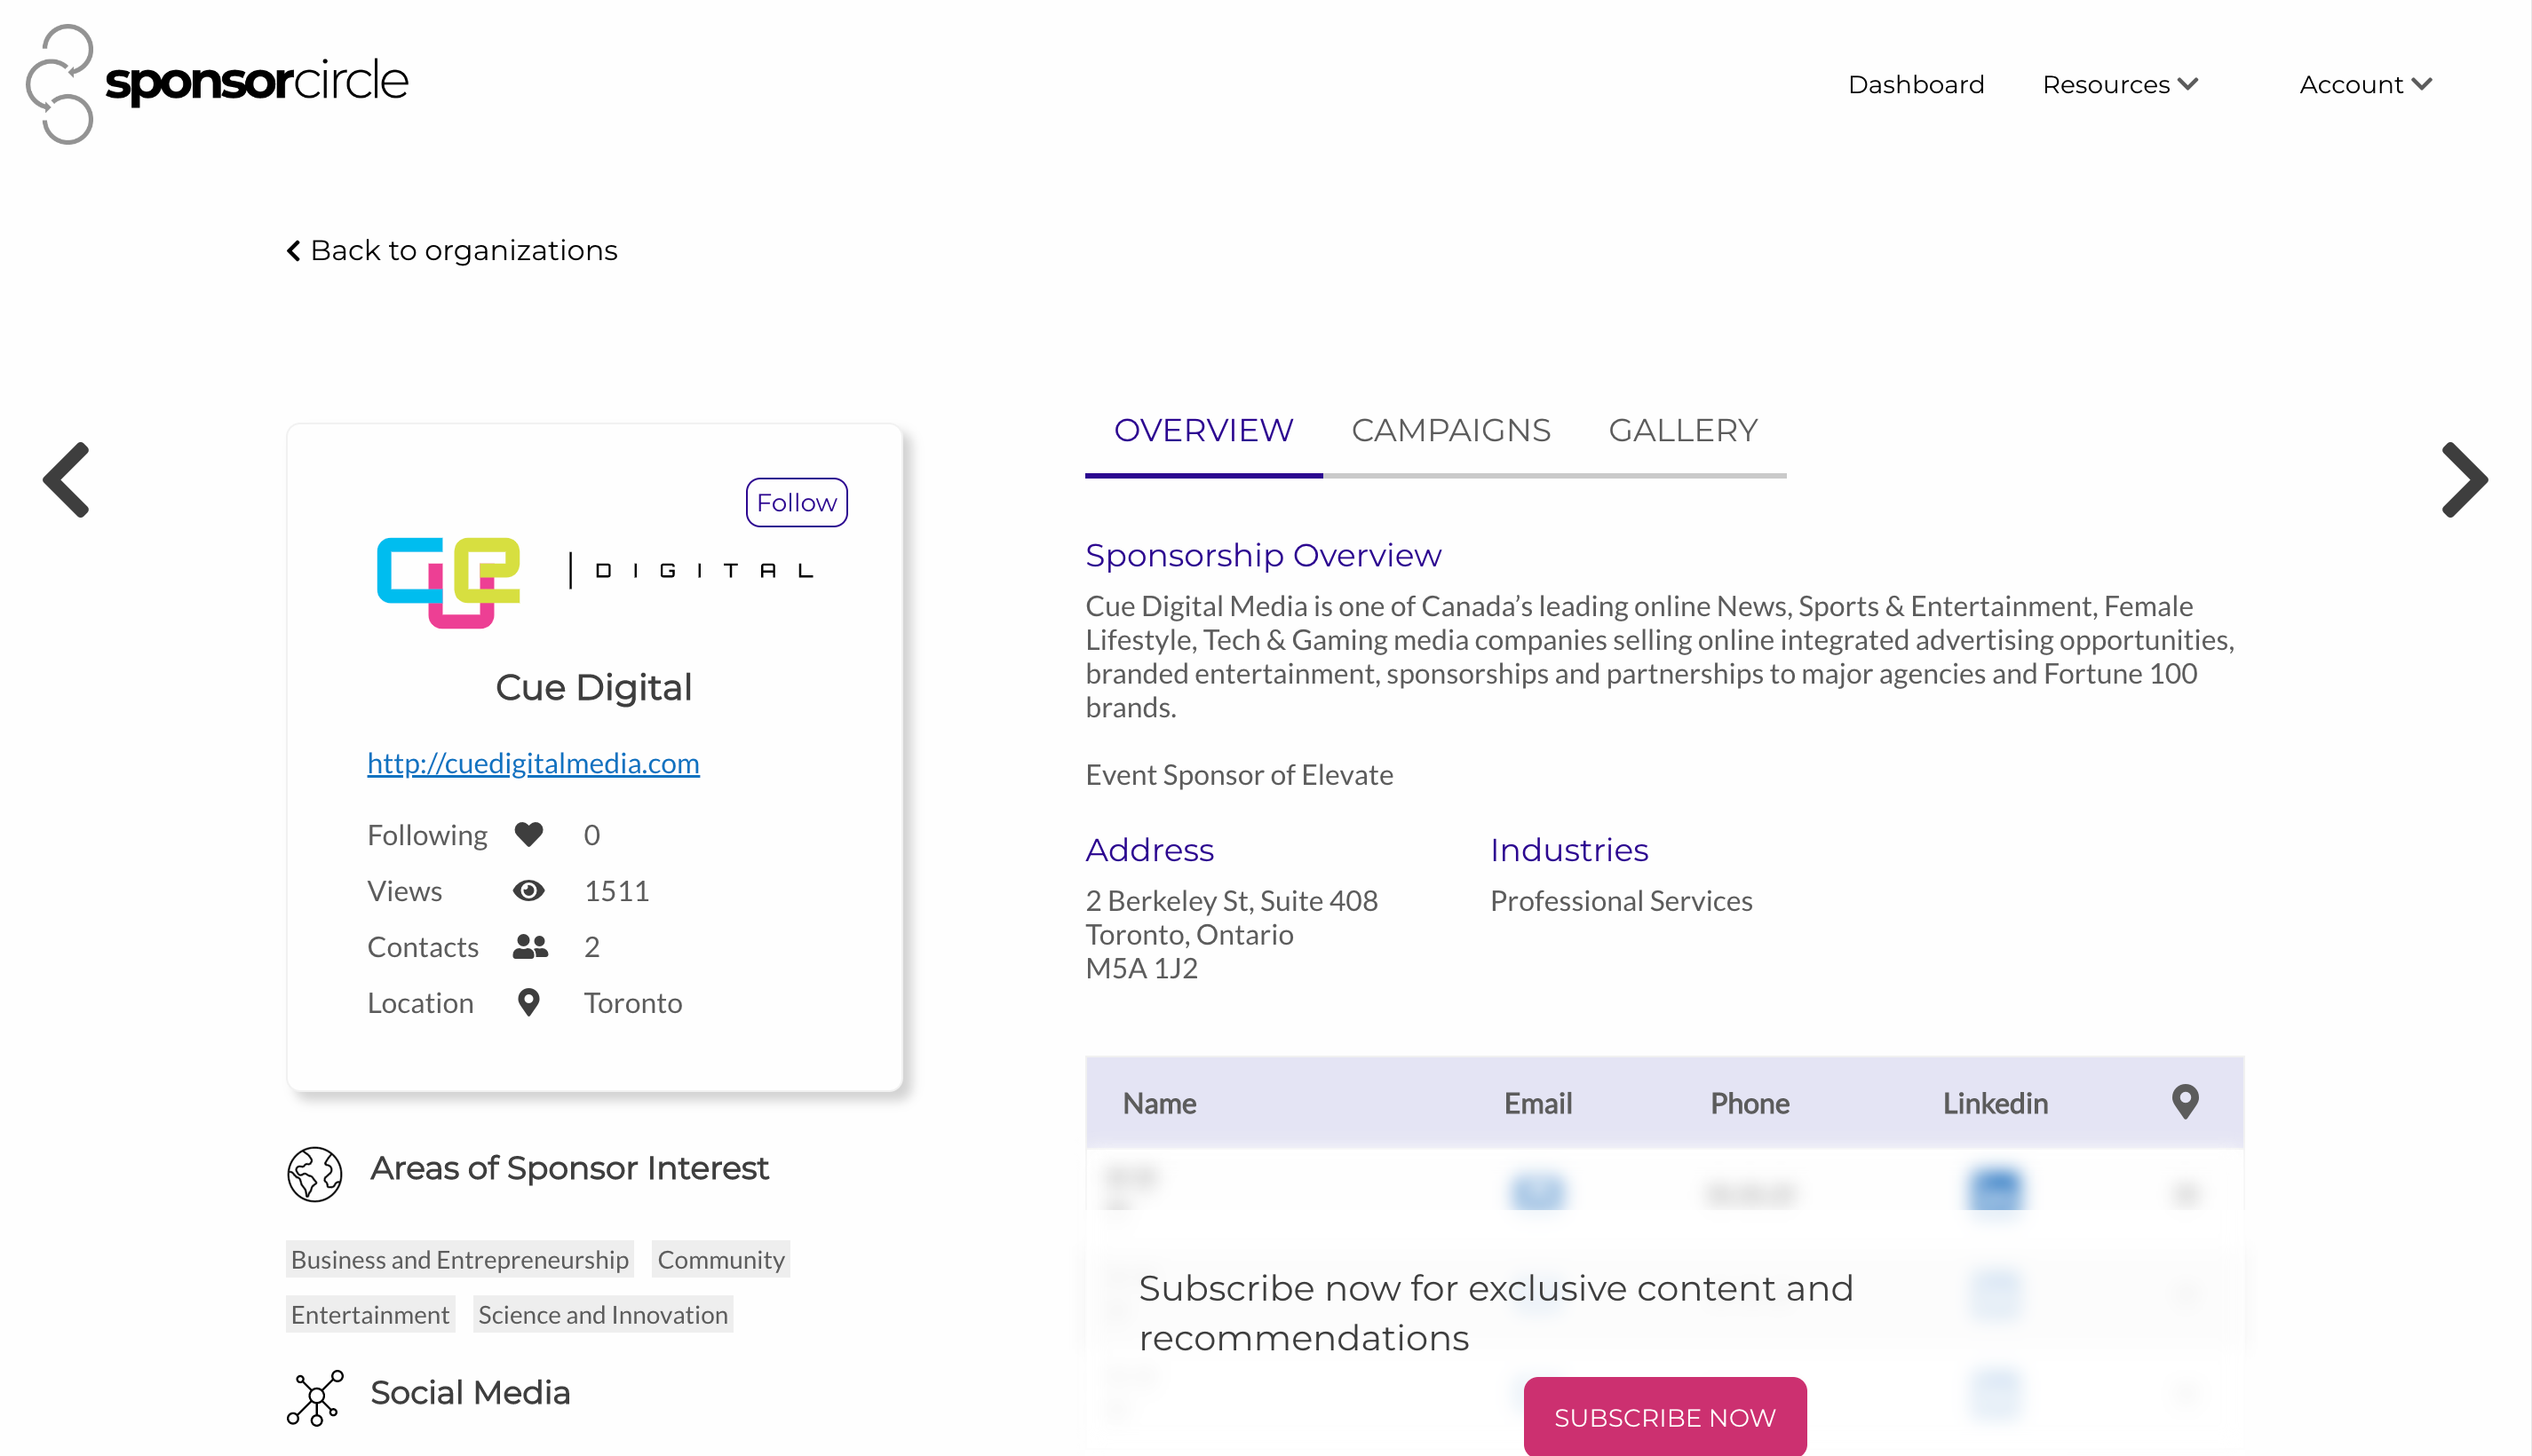 sponsorcircle
Dashboard
Resources
Account
Back to organizations
Follow
cue | DIGITAL
Cue Digital
http://cuedigitalmedia.com
Following 0
Views 1511
Contacts 2
Location Toronto
Areas of Sponsor Interest
Business and Entrepreneurship
Community
Entertainment
Science and Innovation
Social Media
OVERVIEW
CAMPAIGNS
GALLERY
Sponsorship Overview
Cue Digital Media is one of Canada’s leading online News, Sports & Entertainment, Female
Lifestyle, Tech & Gaming media companies selling online integrated advertising opportunities,
branded entertainment, sponsorships and partnerships to major agencies and Fortune 100
brands.
Event Sponsor of Elevate
Address
2 Berkeley St, Suite 408
Toronto, Ontario
M5A 1J2
Industries
Professional Services
Name Email Phone Linkedin
Subscribe now for exclusive content and
recommendations
SUBSCRIBE NOW